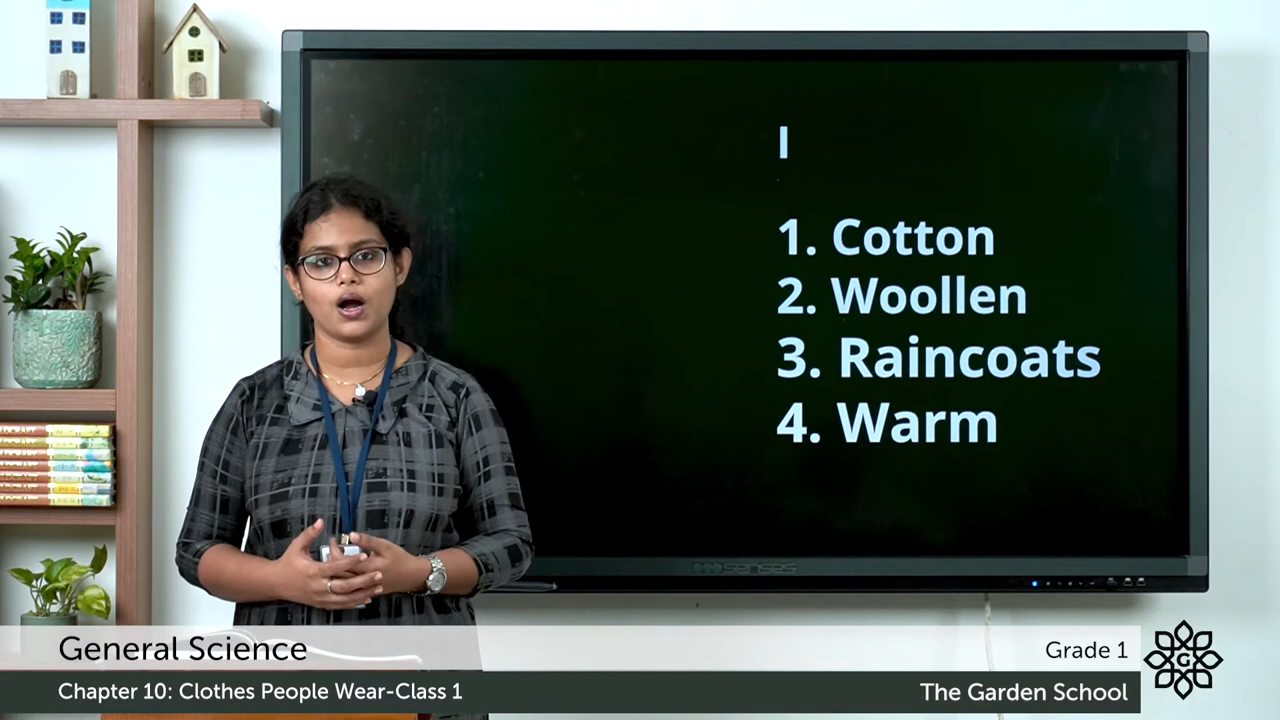 I
1. Cotton
2. Woollen
3. Raincoats
4. Warm
General Science
Grade 1
Chapter 10: Clothes People Wear-Class 1
The Garden School
G